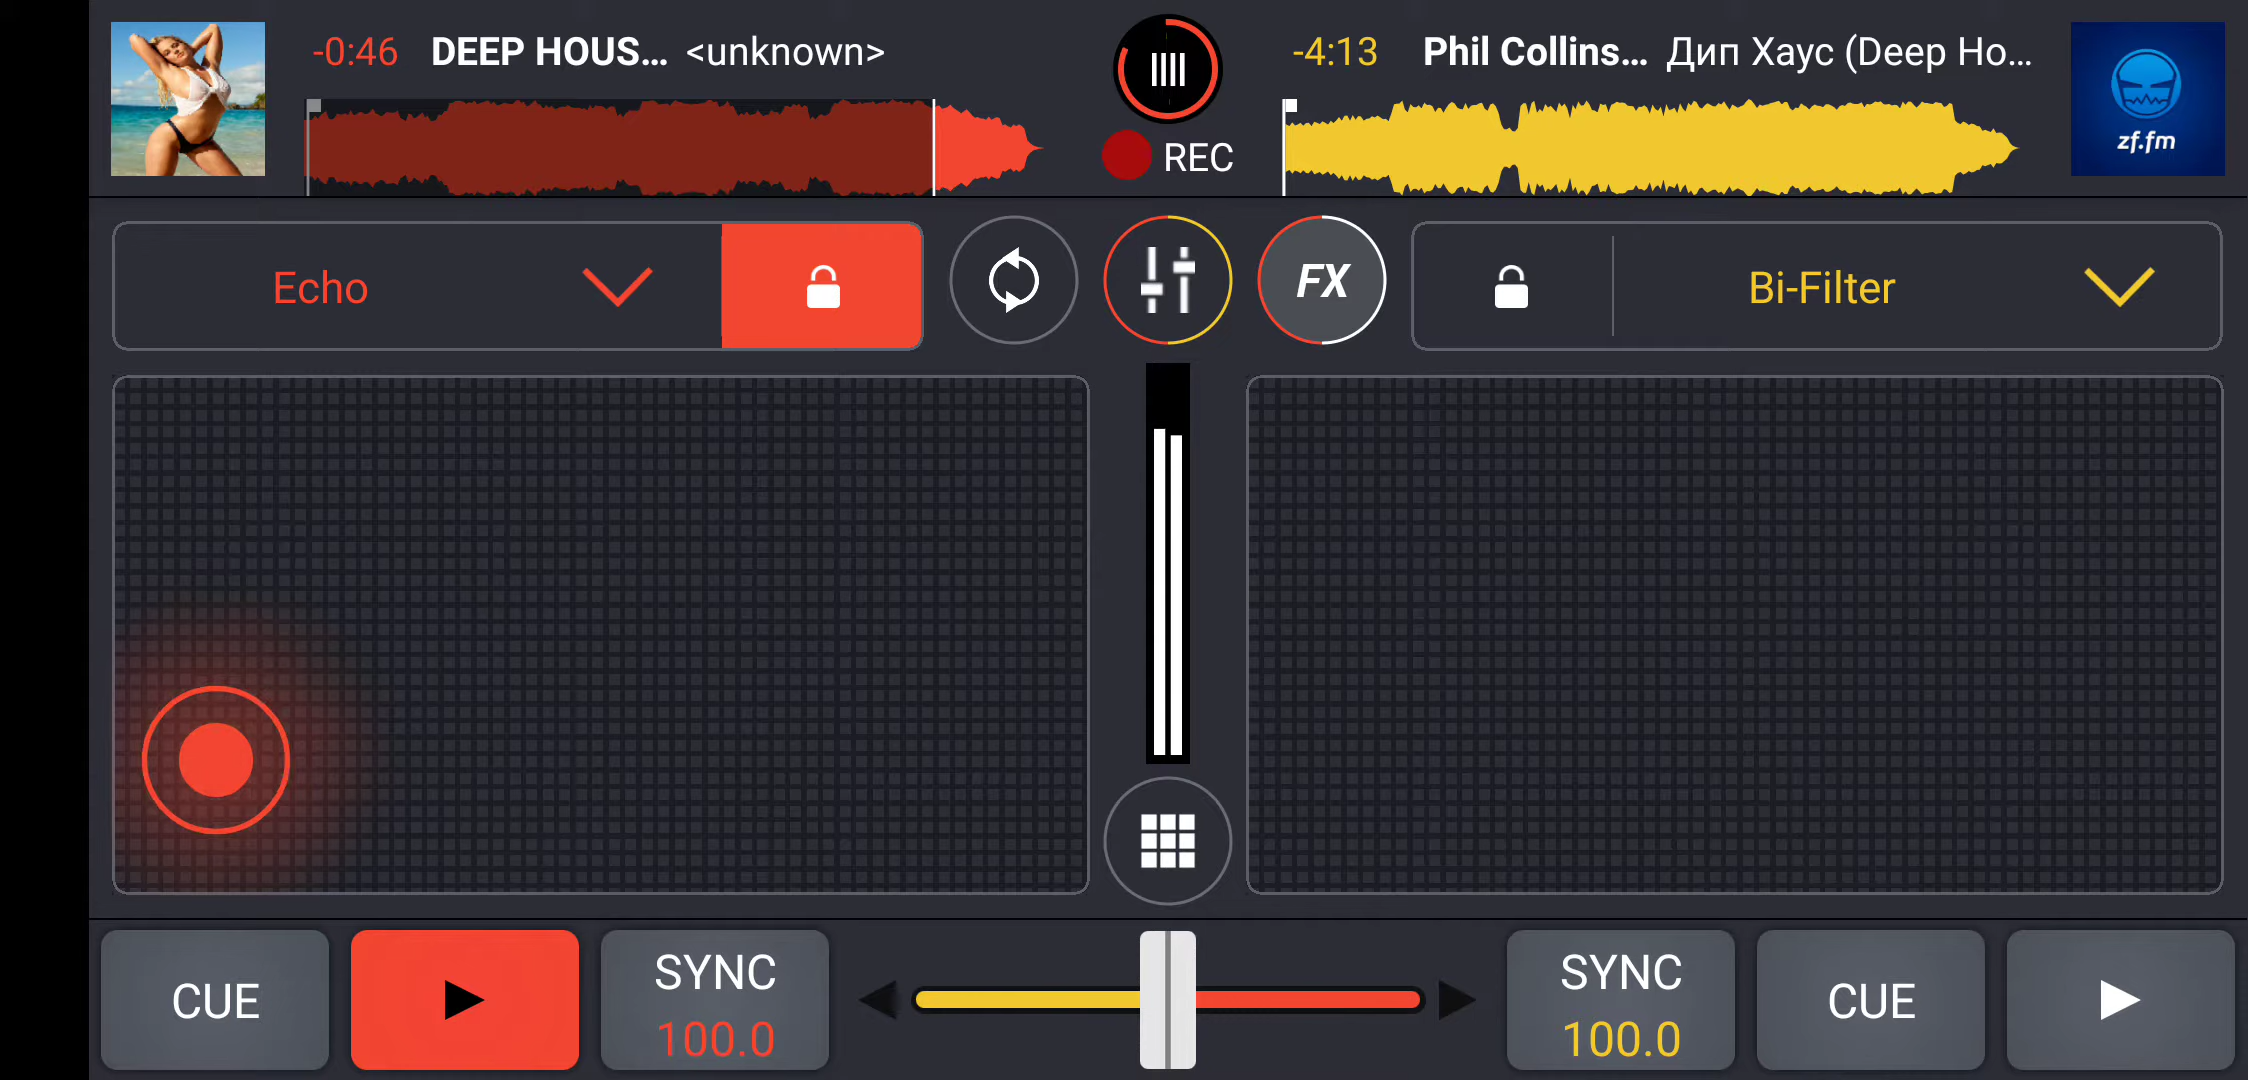 -0:46 DEEP HOUS... <unknown>
-4:13 Phil Collins... Дип Хаус (Deep Ho...
zf.fm
REC
Echo
FX
Bi-Filter
CUE
SYNC
100.0
SYNC
100.0
CUE